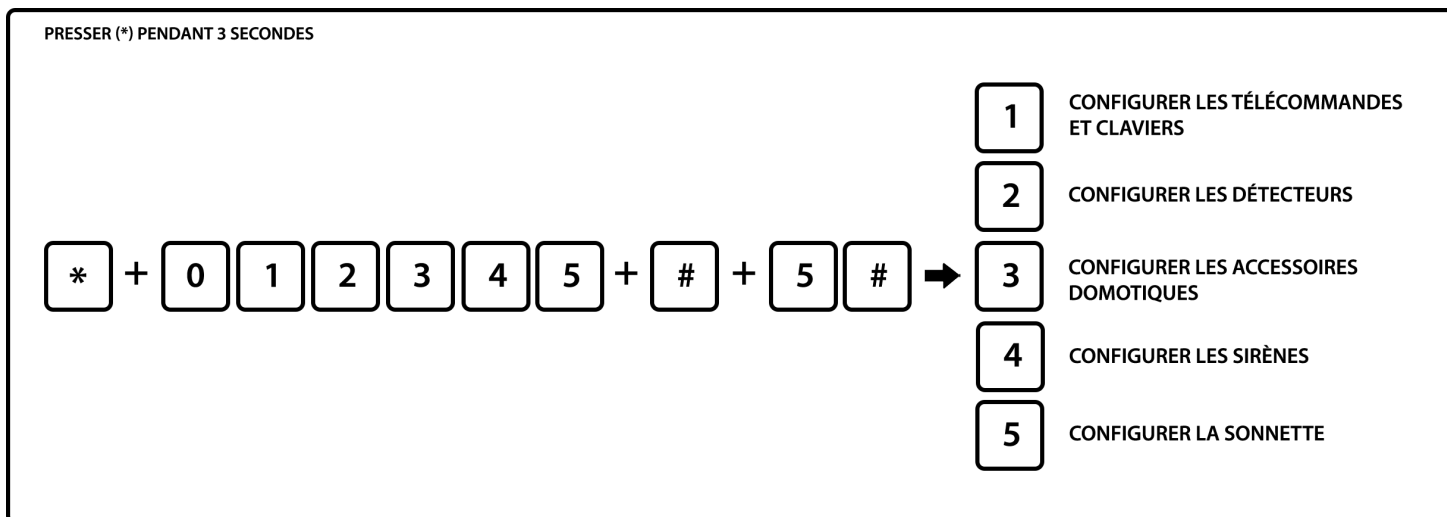 PRESSER (*) PENDANT 3 SECONDES
* + 0 1 2 3 4 5 + # + 5 #
1 CONFIGURER LES TÉLÉCOMMANDES
ET CLAVIERS
2 CONFIGURER LES DÉTECTEURS
3 CONFIGURER LES ACCESSOIRES
DOMOTIQUES
4 CONFIGURER LES SIRÈNES
5 CONFIGURER LA SONNETTE